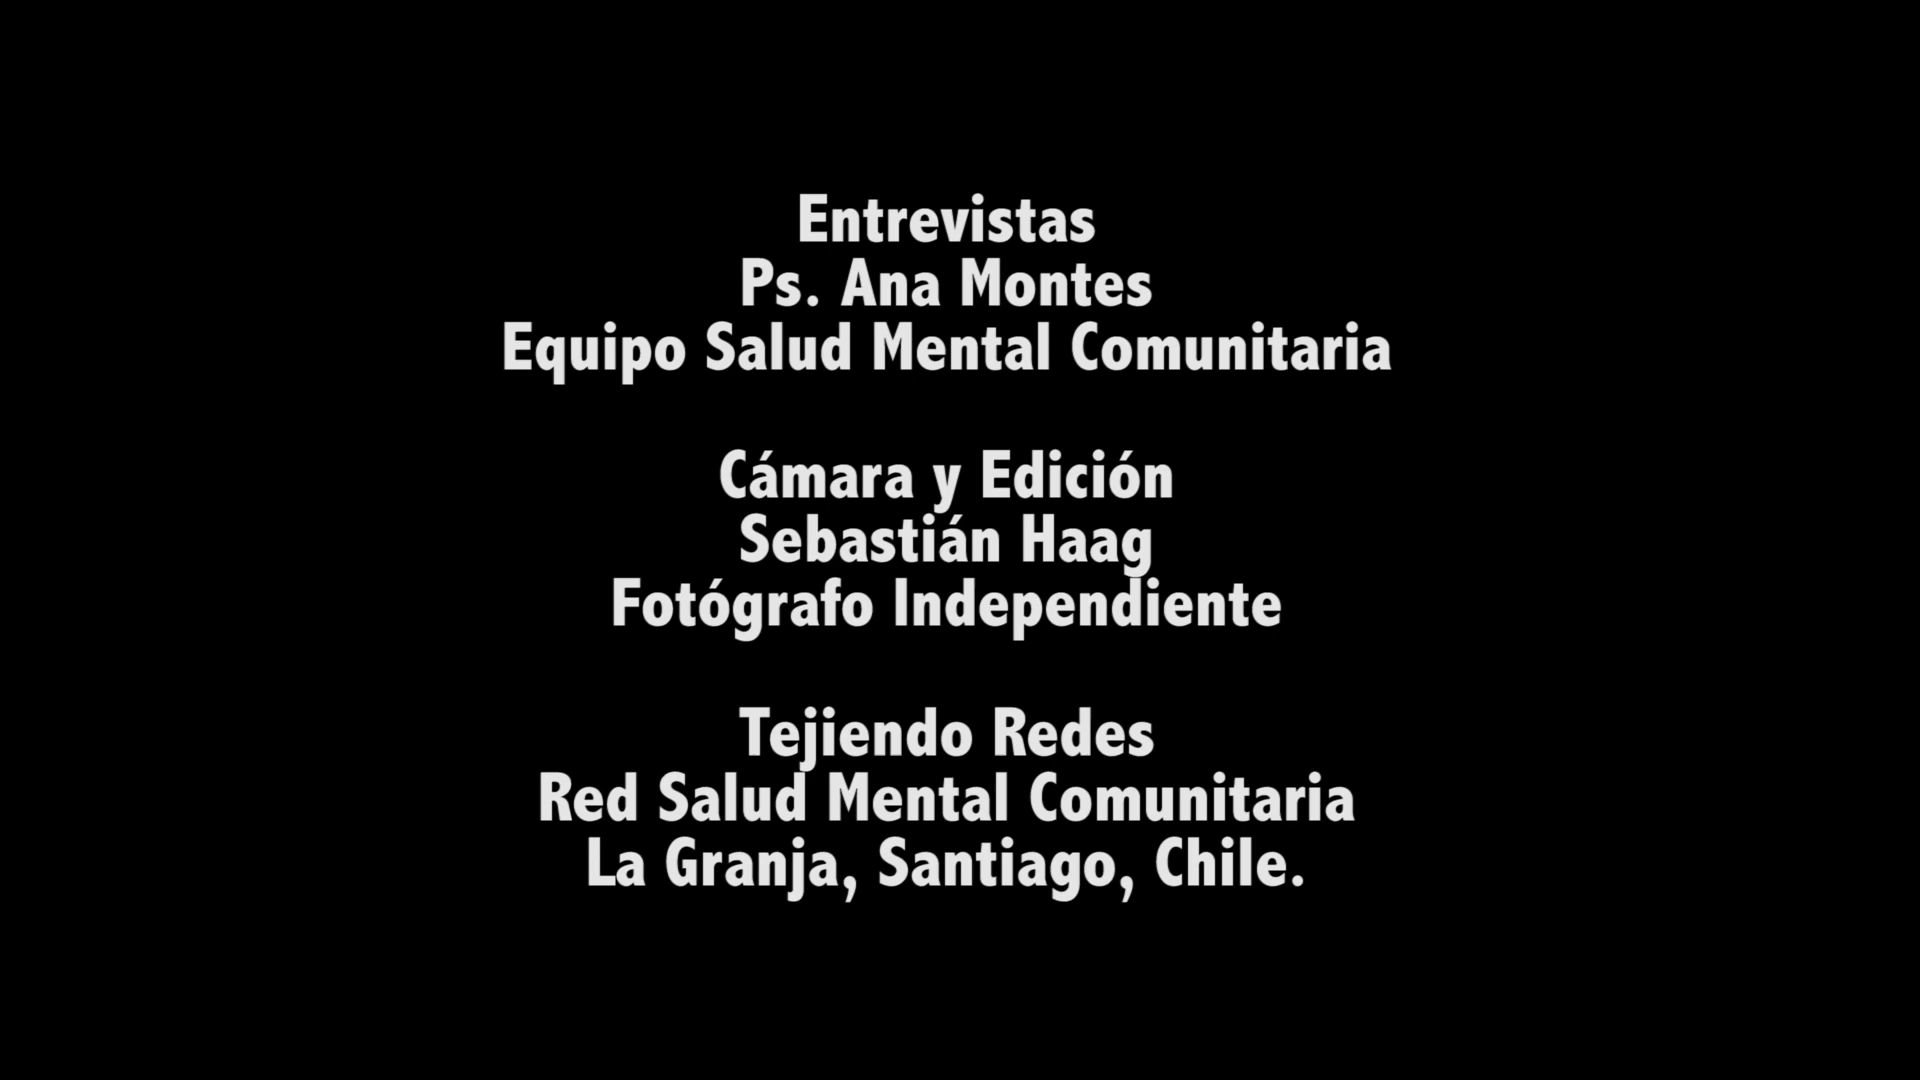 Entrevistas
Ps. Ana Montes
Equipo Salud Mental Comunitaria
Cámara y Edición
Sebastián Haag
Fotógrafo Independiente
Tejiendo Redes
Red Salud Mental Comunitaria
La Granja, Santiago, Chile.